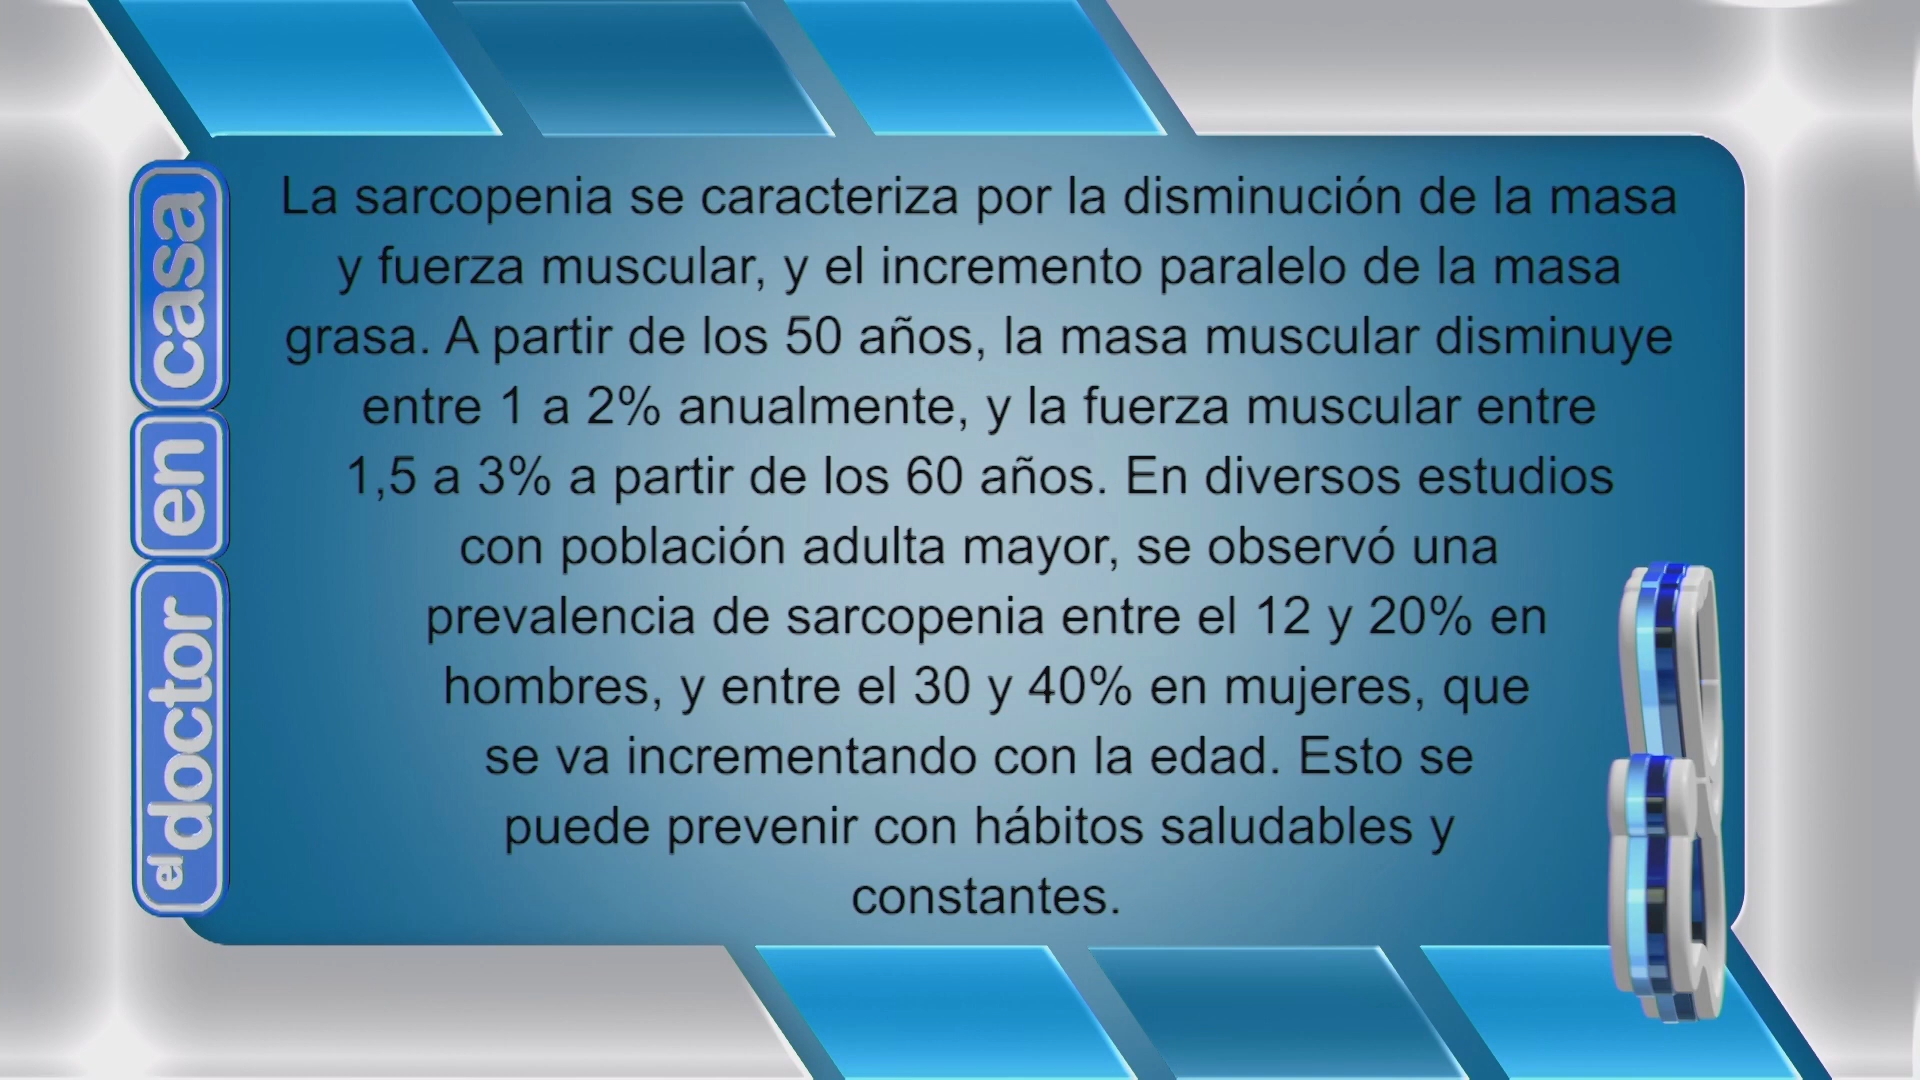 La sarcopenia se caracteriza por la disminución de la masa
y fuerza muscular, y el incremento paralelo de la masa
grasa. A partir de los 50 años, la masa muscular disminuye
entre 1 a 2% anualmente, y la fuerza muscular entre
1,5 a 3% a partir de los 60 años. En diversos estudios
con población adulta mayor, se observó una
prevalencia de sarcopenia entre el 12 y 20% en
hombres, y entre el 30 y 40% en mujeres, que
se va incrementando con la edad. Esto se
puede prevenir con hábitos saludables y
constantes.
el doctor en casa